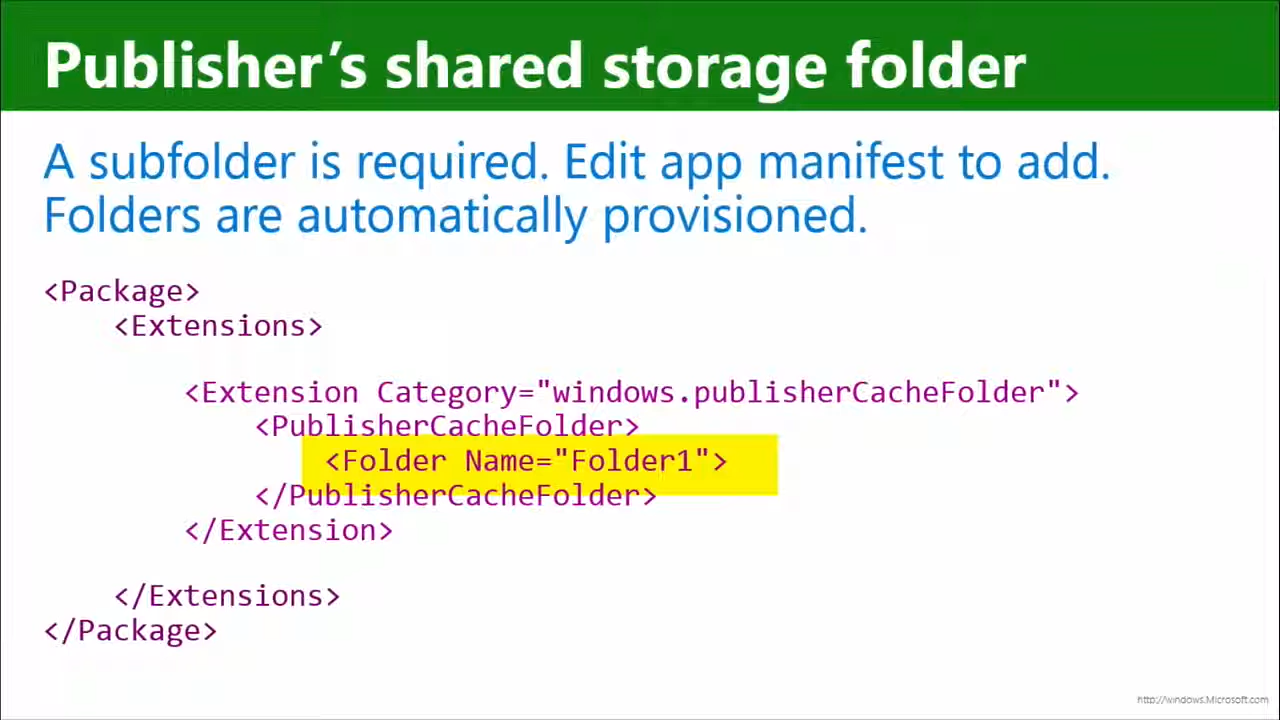 Publisher’s shared storage folder
A subfolder is required. Edit app manifest to add.
Folders are automatically provisioned.
<Package>
<Extensions>
<Extension Category="windows.publisherCacheFolder">
<PublisherCacheFolder>
<Folder Name="Folder1">
</PublisherCacheFolder>
</Extension>
</Extensions>
</Package>
http://windows.Microsoft.com